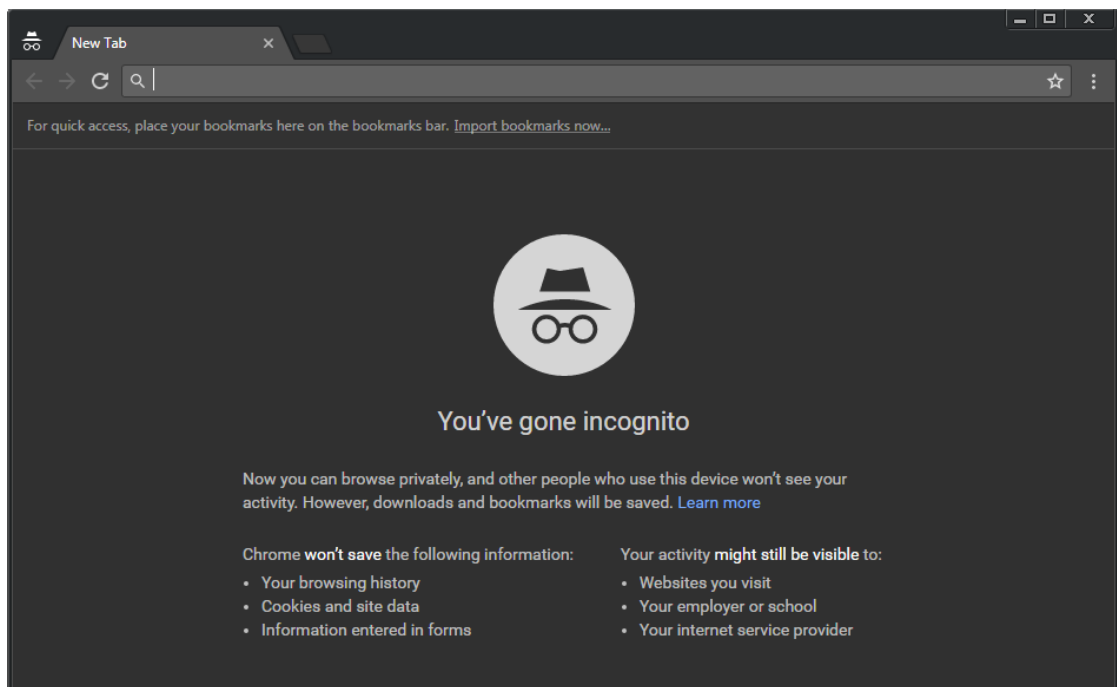 New Tab
For quick access, place your bookmarks here on the bookmarks bar. Import bookmarks now...
You've gone incognito
Now you can browse privately, and other people who use this device won't see your
activity. However, downloads and bookmarks will be saved. Learn more
Chrome won't save the following information:
• Your browsing history
• Cookies and site data
• Information entered in forms
Your activity might still be visible to:
• Websites you visit
• Your employer or school
• Your internet service provider